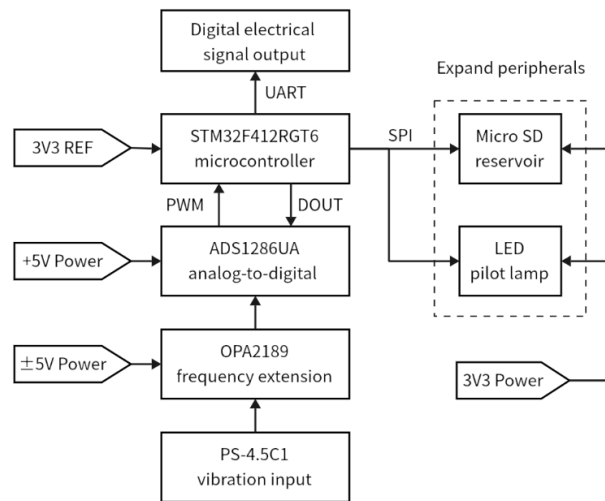 Digital electrical
signal output
Expand peripherals
UART
3V3 REF
STM32F412RGT6
microcontroller
SPI
Micro SD
reservoir
PWM
DOUT
+5V Power
ADS1286UA
analog-to-digital
LED
pilot lamp
±5V Power
OPA2189
frequency extension
3V3 Power
PS-4.5C1
vibration input